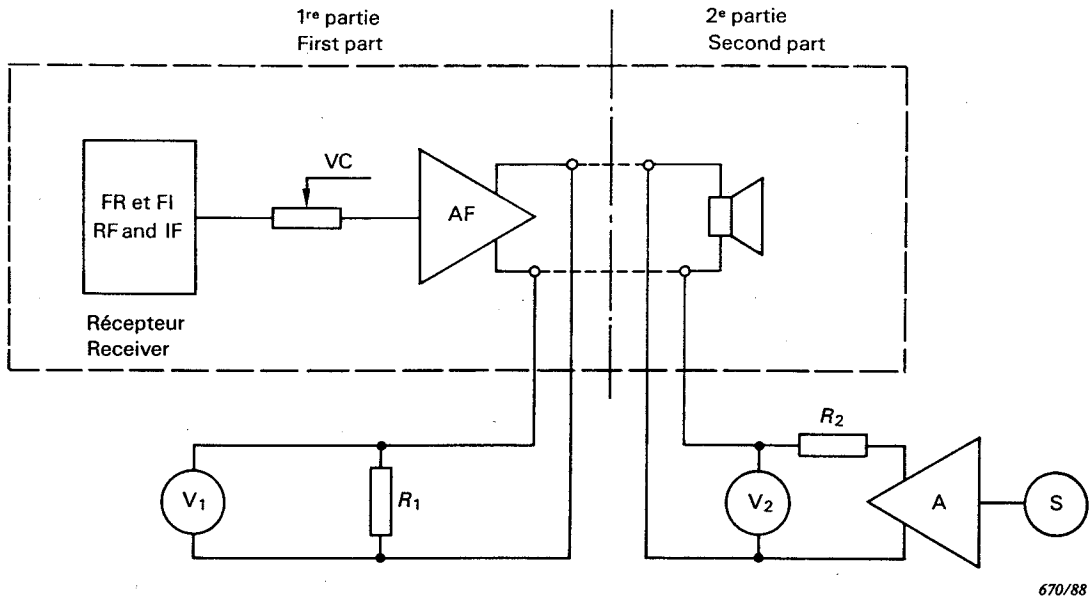 1re partie
First part
2e partie
Second part
VC
FR et FI
RF and IF
AF
Récepteur
Receiver
R2
V1
R1
V2
A
S
670/88